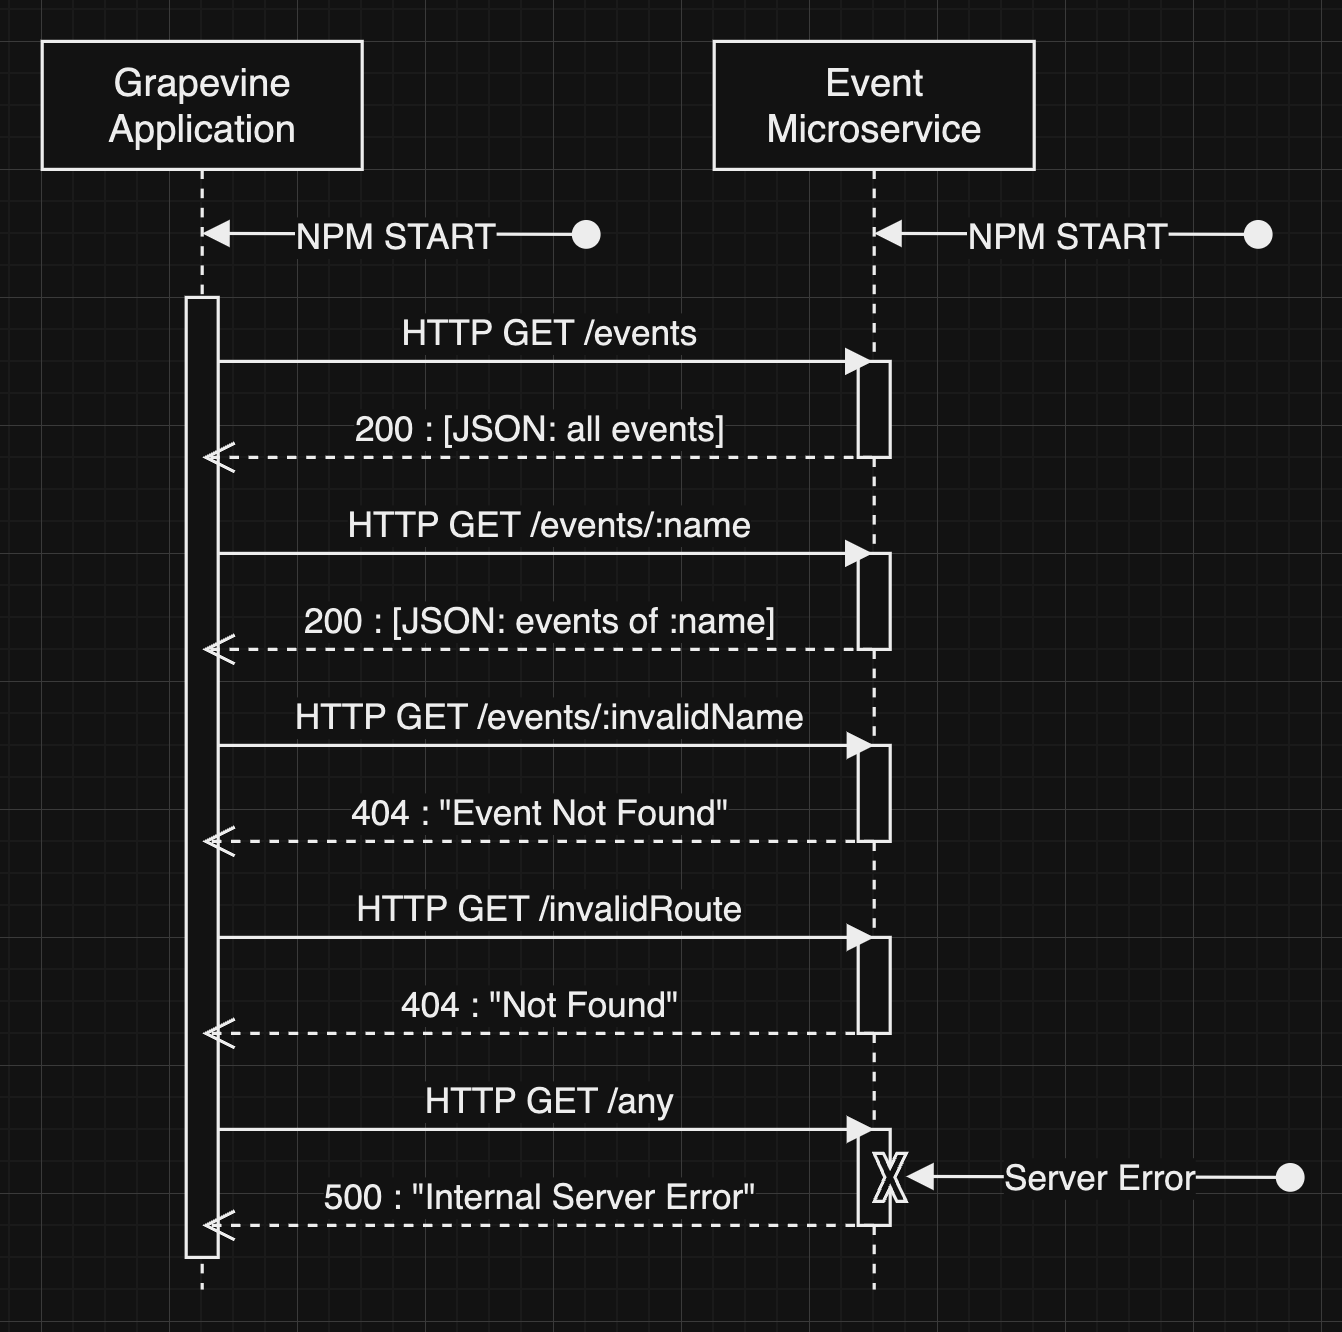 Grapevine
Application
Event
Microservice
NPM START
NPM START
HTTP GET /events
200 : [JSON: all events]
HTTP GET /events/:name
200 : [JSON: events of :name]
HTTP GET /events/:invalidName
404 : "Event Not Found"
HTTP GET /invalidRoute
404 : "Not Found"
HTTP GET /any
Server Error
500 : "Internal Server Error"